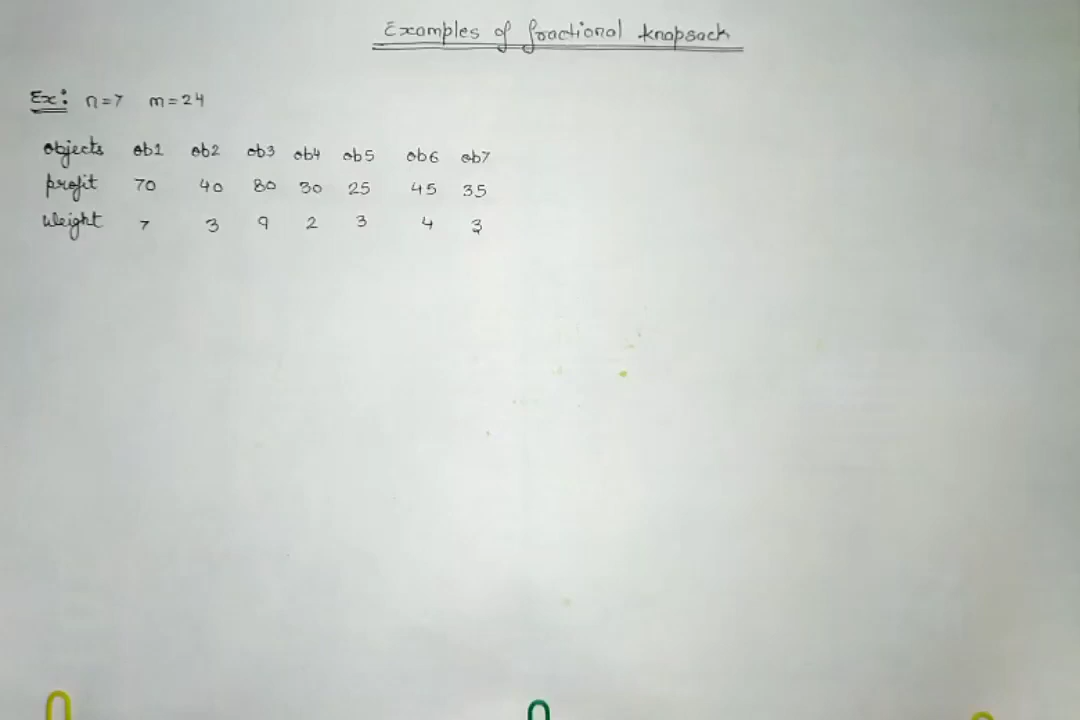 Examples of fractional knapsack
Ex: n=7 m=24
objects ob1 ob2 ob3 ob4 ob5 ob6 ob7
profit 70 40 80 30 25 45 35
Weight 7 3 9 2 3 4 3